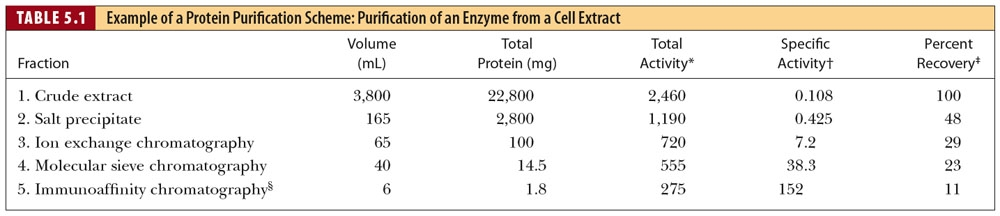 TABLE 5.1 Example of a Protein Purification Scheme: Purification of an Enzyme from a Cell Extract
Volume Total Total Specific Percent
Fraction (mL) Protein (mg) Activity* Activity† Recovery‡
1. Crude extract 3,800 22,800 2,460 0.108 100
2. Salt precipitate 165 2,800 1,190 0.425 48
3. Ion exchange chromatography 65 100 720 7.2 29
4. Molecular sieve chromatography 40 14.5 555 38.3 23
5. Immunoaffinity chromatography§ 6 1.8 275 152 11